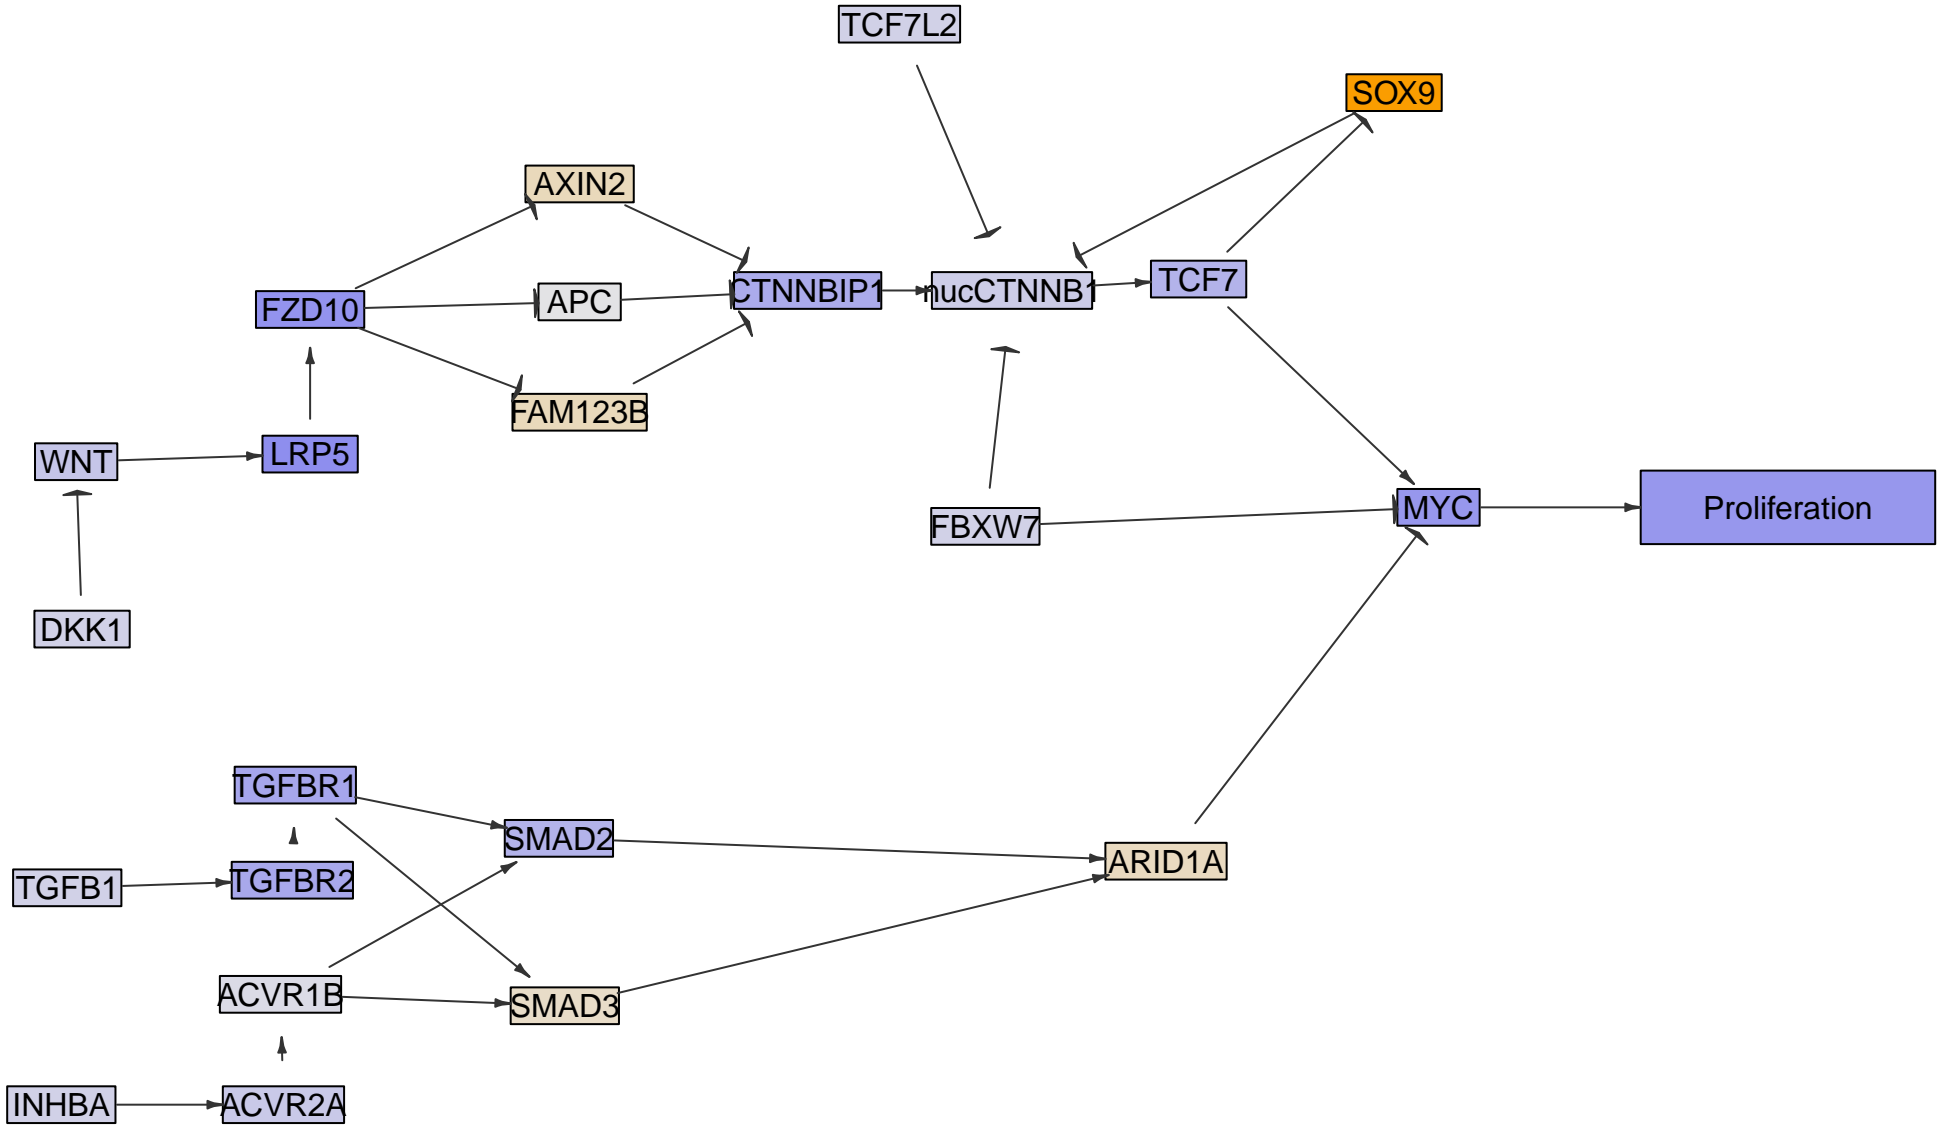 TCF7L2
SOX9
AXIN2
TCF7
CTNNBIP1
nucCTNNB1
APC
FZD10
FAM123B
LRP5
WNT
MYC
Proliferation
FBXW7
DKK1
TGFBR1
SMAD2
ARID1A
TGFBR2
TGFB1
ACVR1B
SMAD3
INHBA
ACVR2A